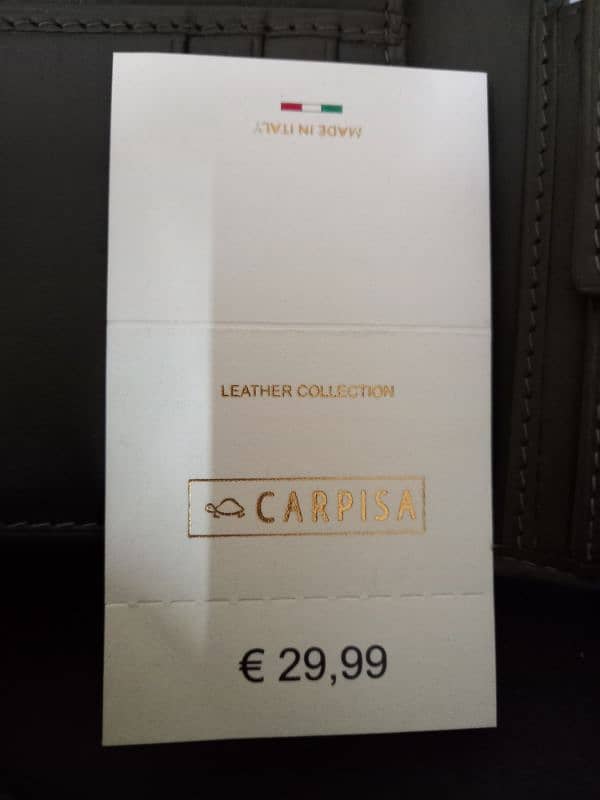 MADE IN ITALY
LEATHER COLLECTION
CARPISA
€ 29,99